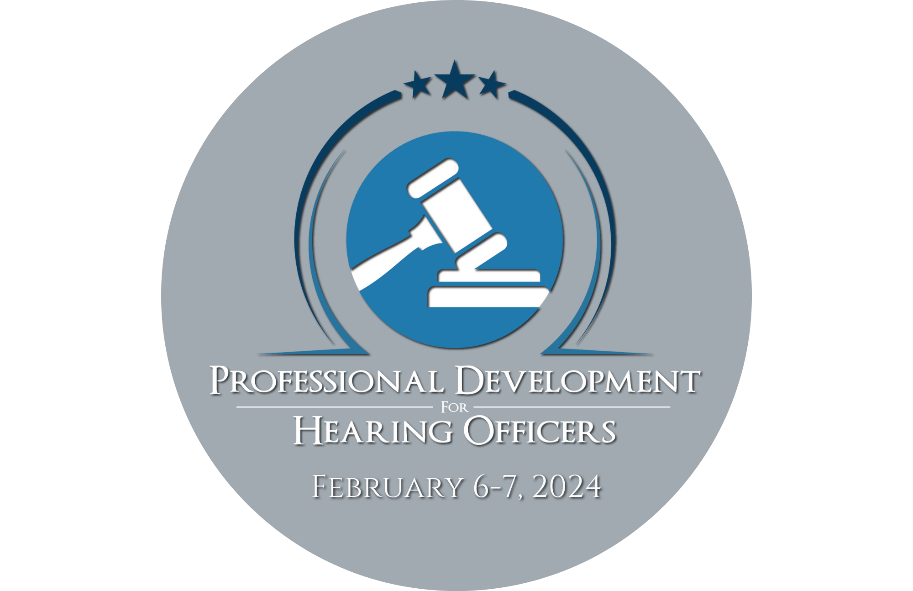 Professional Development
For
Hearing Officers
February 6-7, 2024